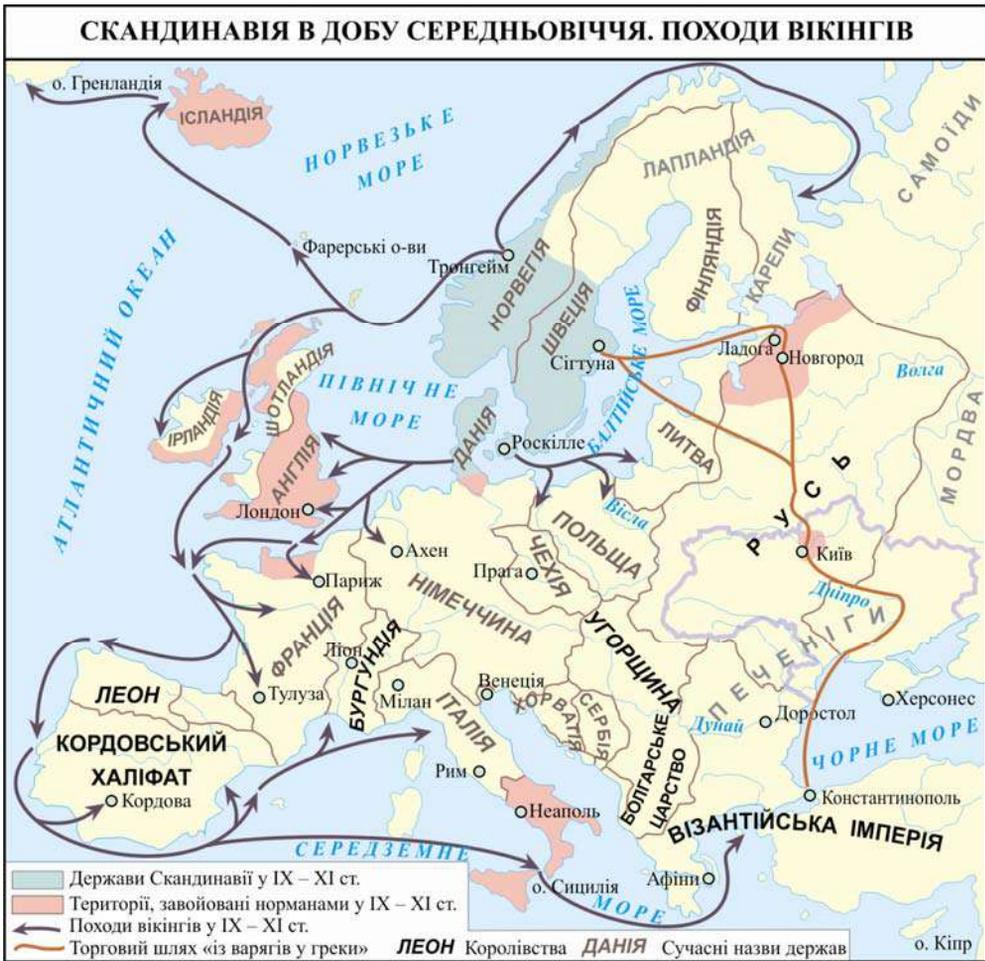 СКАНДИНАВІЯ В ДОБУ СЕРЕДНЬОВІЧЧЯ. ПОХОДИ ВІКІНГІВ
о. Гренландія
ІСЛАНДІЯ
НОРВЕЗЬКЕ
МОРЕ
ЛАПЛАНДІЯ
САМОЇДИ
АТЛАНТИЧНИЙ ОКЕАН
Фарерські о-ви
Тронгейм
НОРВЕГІЯ
ШВЕЦІЯ
ФІНЛЯНДІЯ
КАРЕЛИ
Сігтуна
БАЛТІЙСЬКЕ МОРЕ
Ладога
Новгород
Волга
МОРДВА
ШОТЛАНДІЯ
ІРЛАНДІЯ
АНГЛІЯ
ПІВНІЧНЕ
МОРЕ
ДАНІЯ
Роскілле
ЛИТВА
РУСЬ
Лондон
Вісла
ПОЛЬЩА
Ахен
Прага
ЧЕХІЯ
Київ
Париж
НІМЕЧЧИНА
Дніпро
ФРАНЦІЯ
Ліон
БУРГУНДІЯ
УГОРЩИНА
ПЕЧЕНІГИ
ЛЕОН
Тулуза
Мілан
Венеція
ІТАЛІЯ
ХОРВАТІЯ
СЕРБІЯ
Дунай
Доростол
Херсонес
КОРДОВСЬКИЙ
ХАЛІФАТ
Кордова
Рим
Неаполь
БОЛГАРСЬКЕ
ЦАРСТВО
ЧОРНЕ МОРЕ
Константинополь
ВІЗАНТІЙСЬКА ІМПЕРІЯ
СЕРЕДЗЕМНЕ
МОРЕ
о. Сицилія
Афіни
о. Кіпр
Держави Скандинавії у IX – XI ст.
Території, завойовані норманами у IX – XI ст.
Походи вікінгів у IX – XI ст.
Торговий шлях «із варягів у греки» ЛЕОН Королівства ДАНІЯ Сучасні назви держав